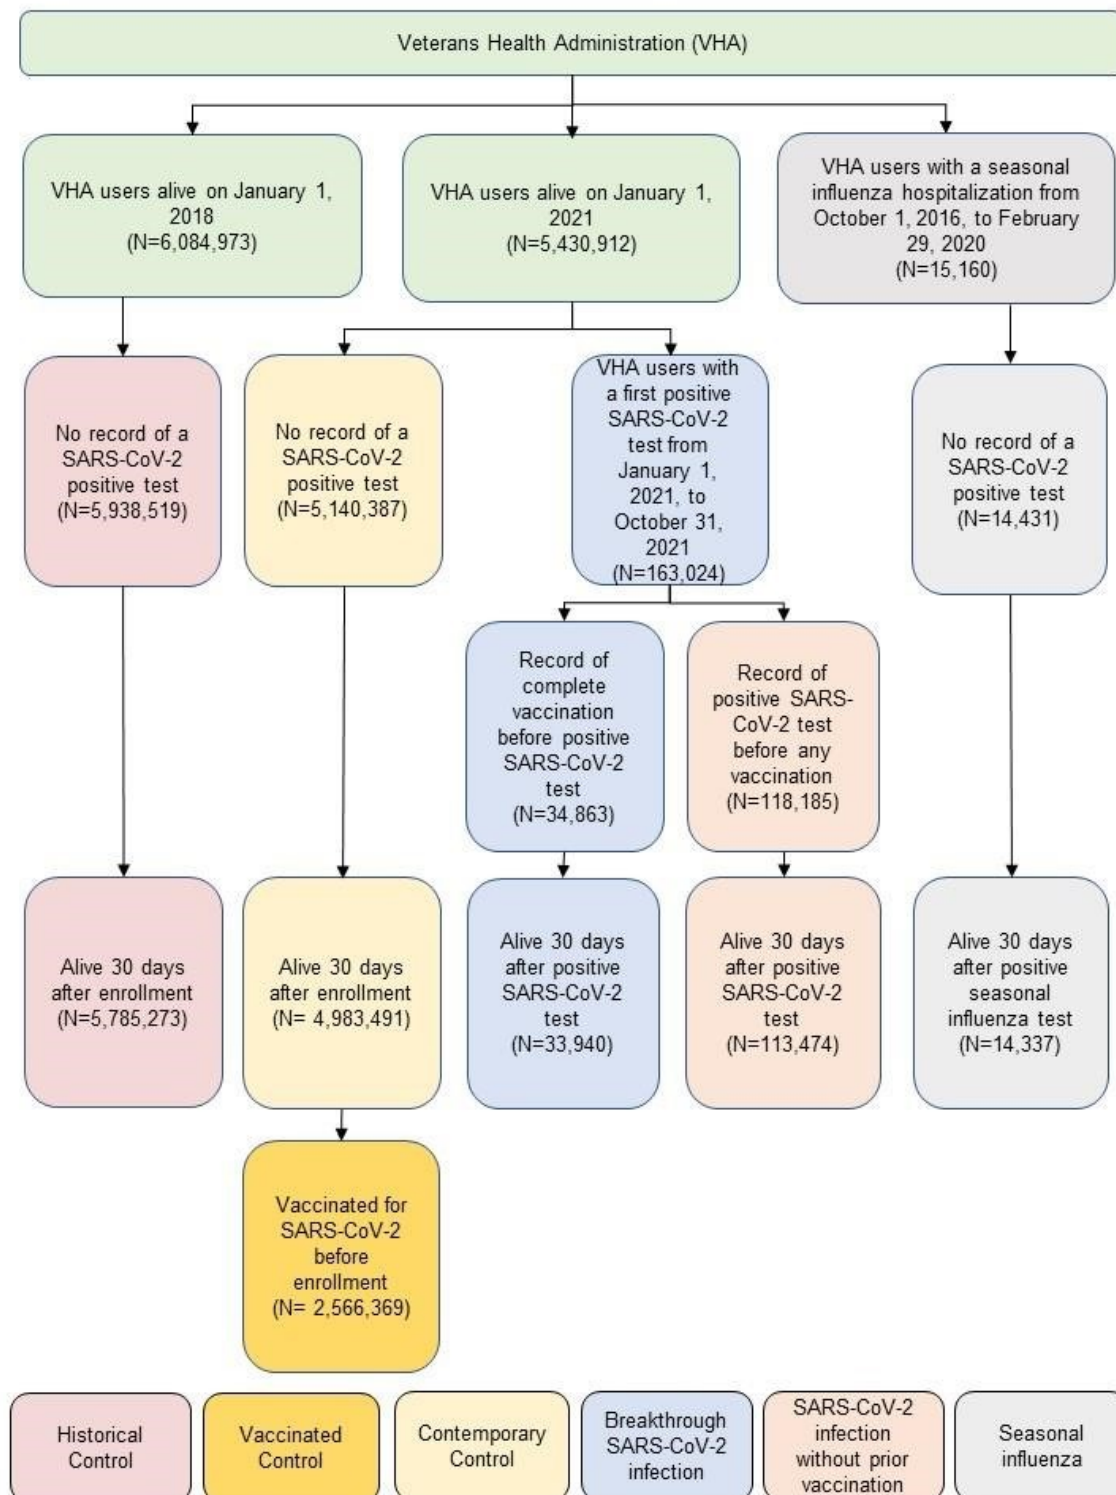 Veterans Health Administration (VHA)
VHA users alive on January 1,
2018
(N=6,084,973)
VHA users alive on January 1,
2021
(N=5,430,912)
VHA users with a seasonal
influenza hospitalization from
October 1, 2016, to February
29, 2020
(N=15,160)
No record of a
SARS-CoV-2
positive test
(N=5,938,519)
No record of a
SARS-CoV-2
positive test
(N=5,140,387)
VHA users with
a first positive
SARS-CoV-2
test from
January 1,
2021, to
October 31,
2021
(N=163,024)
No record of a
SARS-CoV-2
positive test
(N=14,431)
Record of
complete
vaccination
before positive
SARS-CoV-2
test
(N=34,863)
Record of
positive SARS-
CoV-2 test
before any
vaccination
(N=118,185)
Alive 30 days
after enrollment
(N=5,785,273)
Alive 30 days
after enrollment
(N= 4,983,491)
Alive 30 days
after positive
SARS-CoV-2
test
(N=33,940)
Alive 30 days
after positive
SARS-CoV-2
test
(N=113,474)
Alive 30 days
after positive
seasonal
influenza test
(N=14,337)
Vaccinated for
SARS-CoV-2
before
enrollment
(N= 2,566,369)
Historical
Control
Vaccinated
Control
Contemporary
Control
Breakthrough
SARS-CoV-2
infection
SARS-CoV-2
infection
without prior
vaccination
Seasonal
influenza